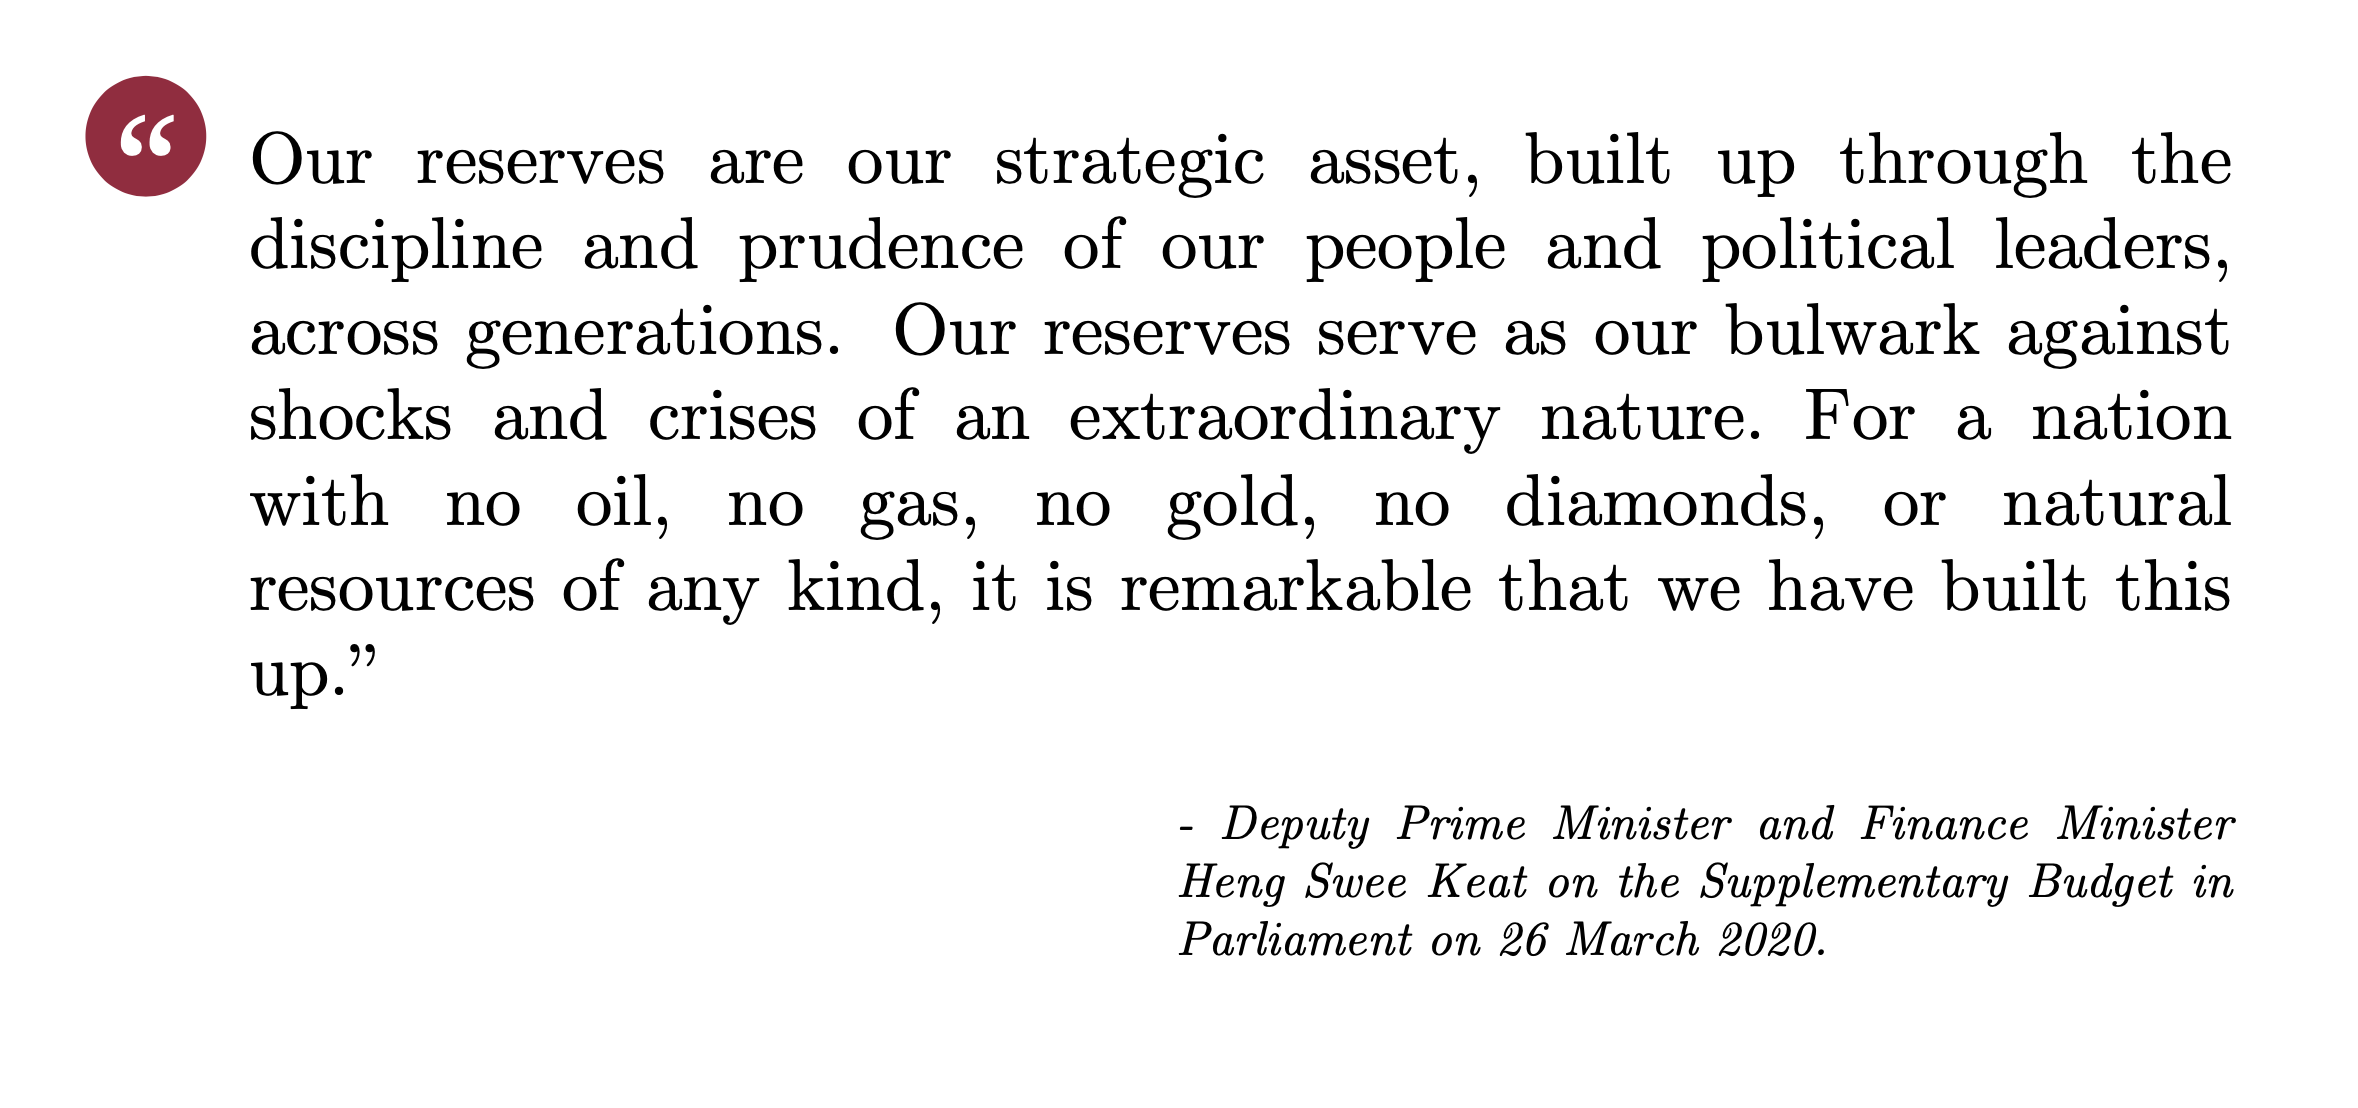 “
Our reserves are our strategic asset, built up through the
discipline and prudence of our people and political leaders,
across generations.  Our reserves serve as our bulwark against
shocks and crises of an extraordinary nature. For a nation
with no oil, no gas, no gold, no diamonds, or natural
resources of any kind, it is remarkable that we have built this
up.”
- Deputy Prime Minister and Finance Minister
Heng Swee Keat on the Supplementary Budget in
Parliament on 26 March 2020.